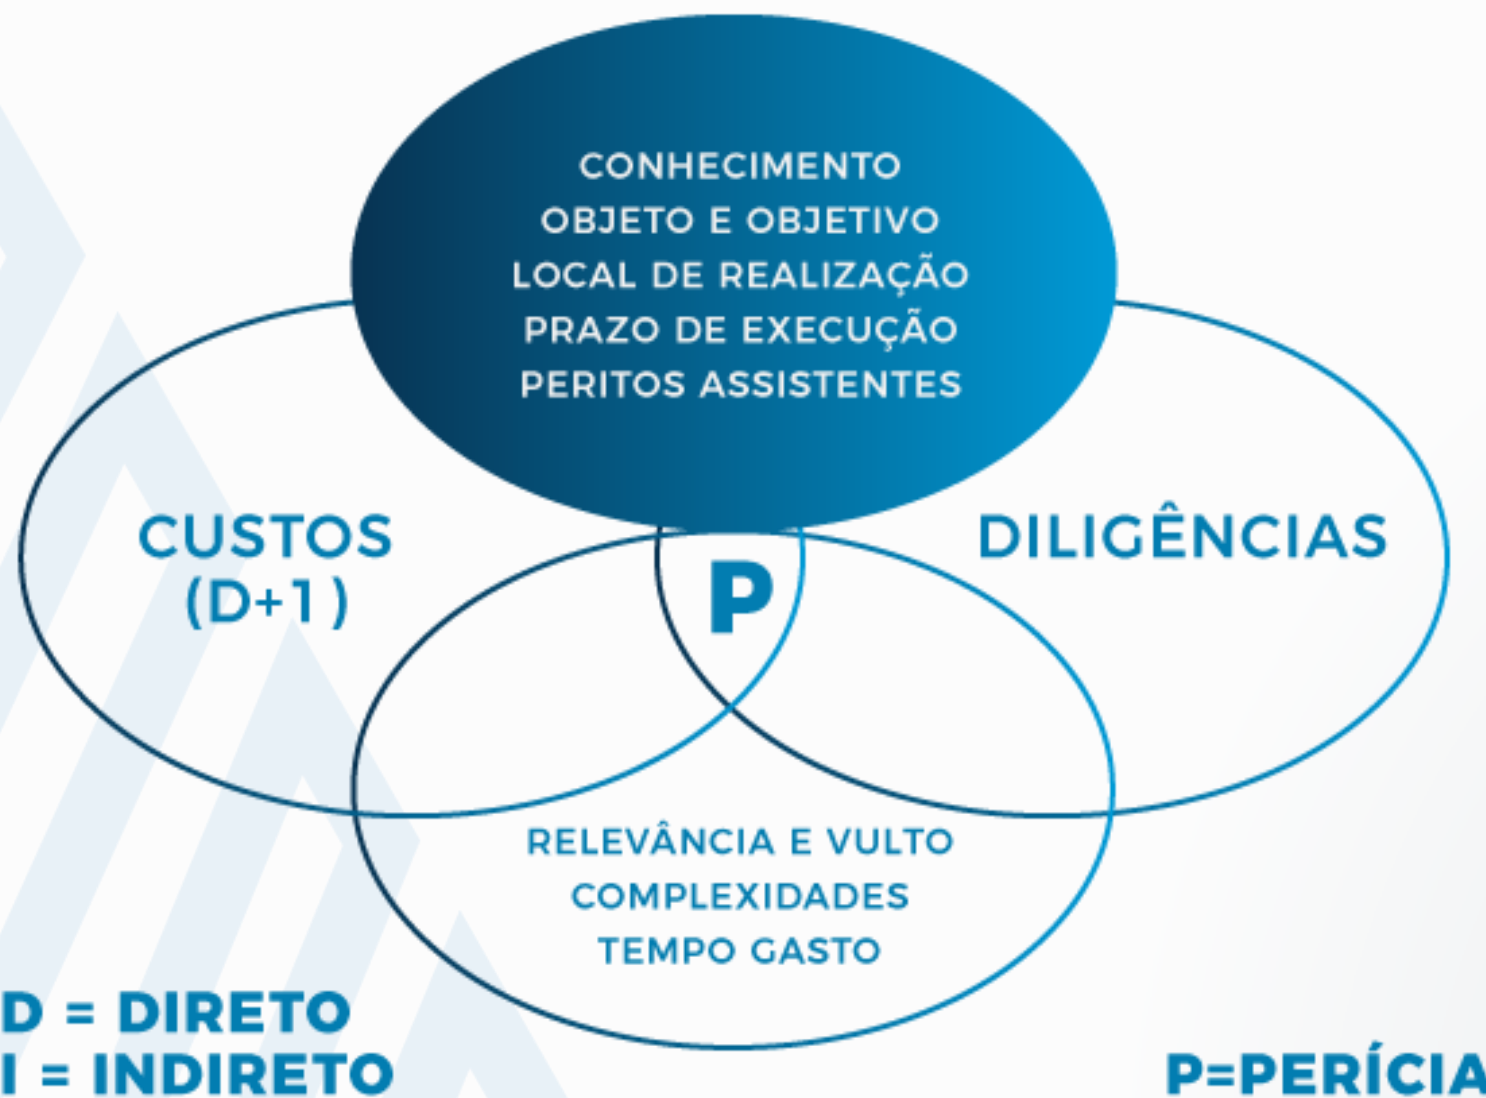 CONHECIMENTO
OBJETO E OBJETIVO
LOCAL DE REALIZAÇÃO
PRAZO DE EXECUÇÃO
PERITOS ASSISTENTES
CUSTOS
(D+1)
P
DILIGÊNCIAS
RELEVÂNCIA E VULTO
COMPLEXIDADES
TEMPO GASTO
D = DIRETO
I = INDIRETO
P=PERÍCIA